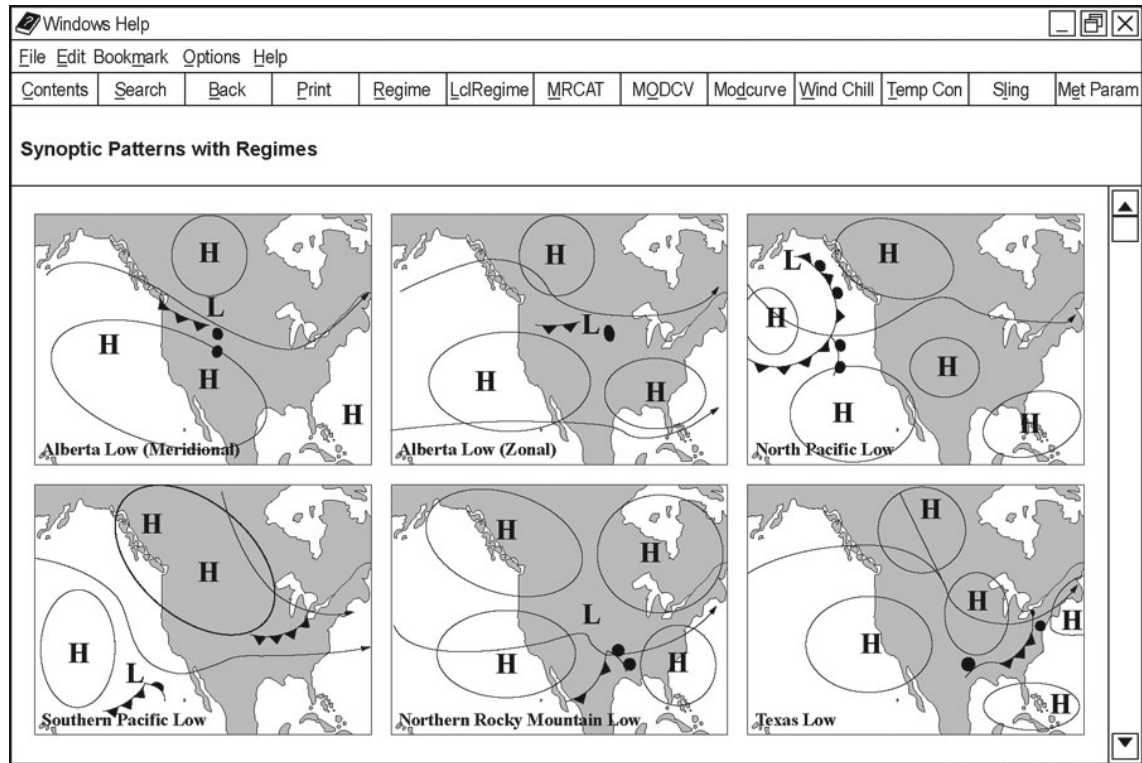 Windows Help
File Edit Bookmark Options Help
Contents Search Back Print Regime LclRegime MRCAT MODCV Modcurve Wind Chill Temp Con Sling Met Param
Synoptic Patterns with Regimes
H
L
H
H
H
Alberta Low (Meridional)
H
L
H
H
Alberta Low (Zonal)
L
H
H
H
H
H
North Pacific Low
H
H
H
L
Southern Pacific Low
H
H
L
H
H
Northern Rocky Mountain Low
H
H
H
H
H
Texas Low